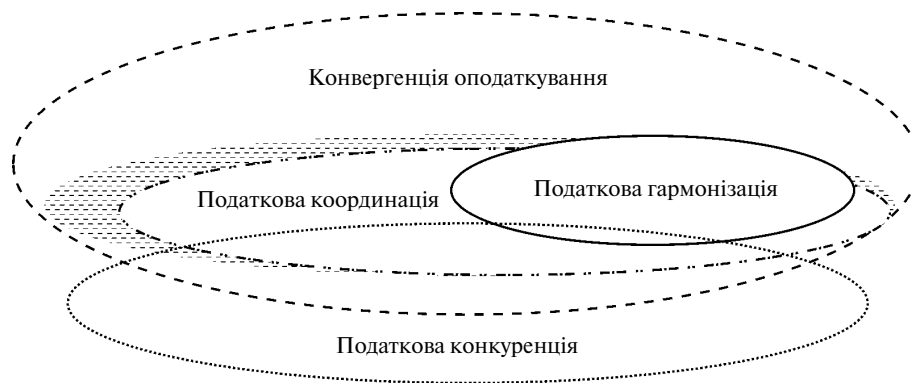 Конвергенція оподаткування
Податкова гармонізація
Податкова координація
Податкова конкуренція